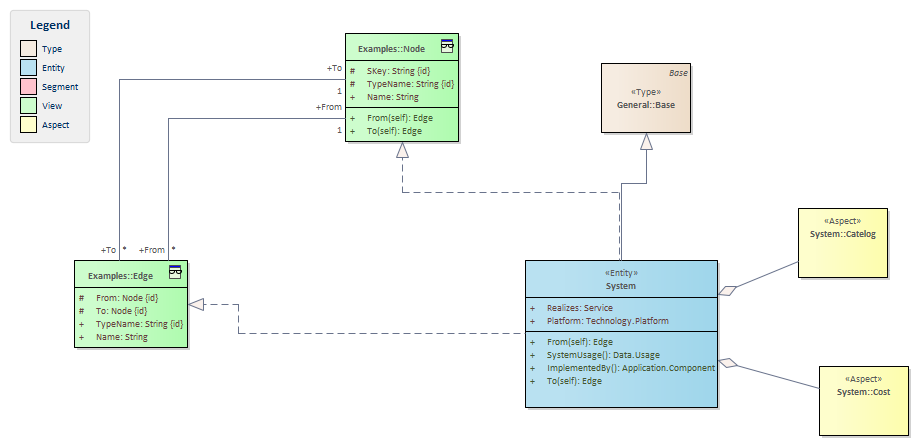 Legend
Type
Entity
Segment
View
Aspect
Examples::Node
# SKey: String {id}
# TypeName: String {id}
+ Name: String
+ From(self): Edge
+ To(self): Edge
+To
1
+From
1
Base
«Type»
General::Base
+To *
+From *
Examples::Edge
# From: Node {id}
# To: Node {id}
+ TypeName: String {id}
+ Name: String
«Entity»
System
+ Realizes: Service
+ Platform: Technology.Platform
+ From(self): Edge
+ SystemUsage(): Data.Usage
+ ImplementedBy(): Application.Component
+ To(self): Edge
«Aspect»
System::Catelog
«Aspect»
System::Cost